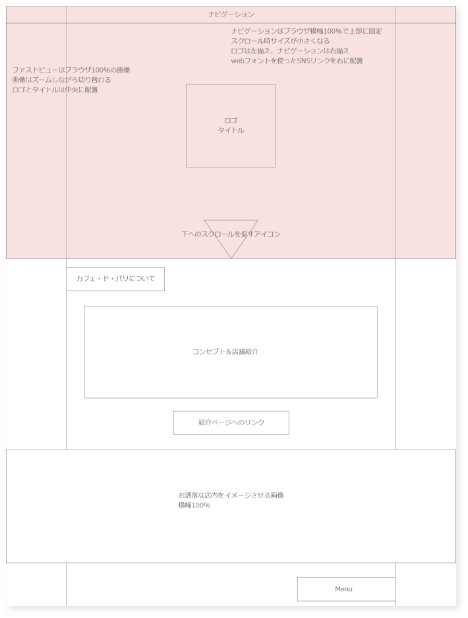 ナビゲーション
ナビゲーションはブラウザ横幅100%で上部に固定
スクロール時サイズが小さくなる
ロゴは左揃え、ナビゲーションは右揃え
webフォントを使ったSNSリンクを右に配置
ファストビューはブラウザ100%の画像
画像はズームしながら切り替わる
ロゴとタイトルは中央に配置
ロゴ
タイトル
下へのスクロールを促すアイコン
カフェ・ド・パリについて
コンセプト&店舗紹介
紹介ページへのリンク
お洒落な店内をイメージさせる画像
横幅100%
Menu